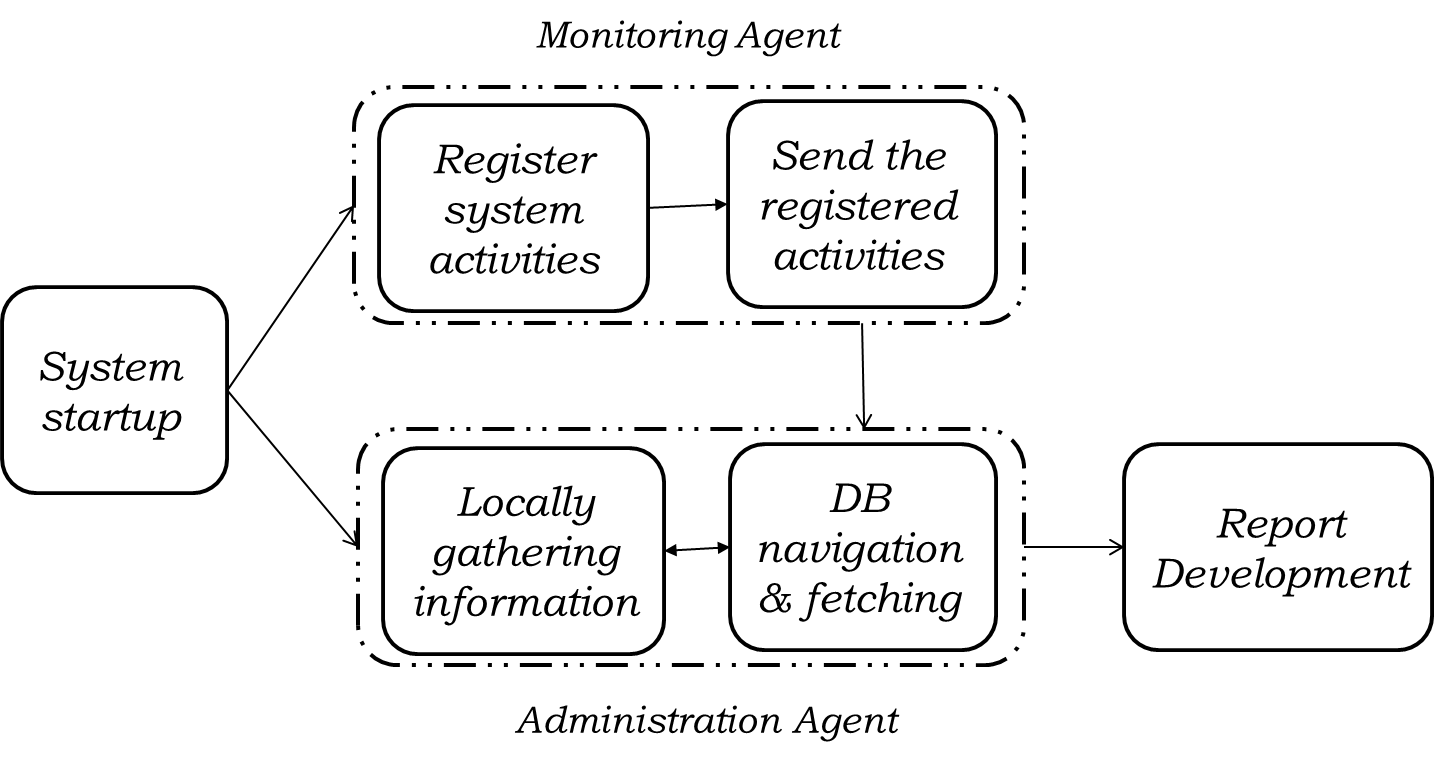 Monitoring Agent
Register
system
activities
Send the
registered
activities
System
startup
Locally
gathering
information
DB
navigation
& fetching
Report
Development
Administration Agent